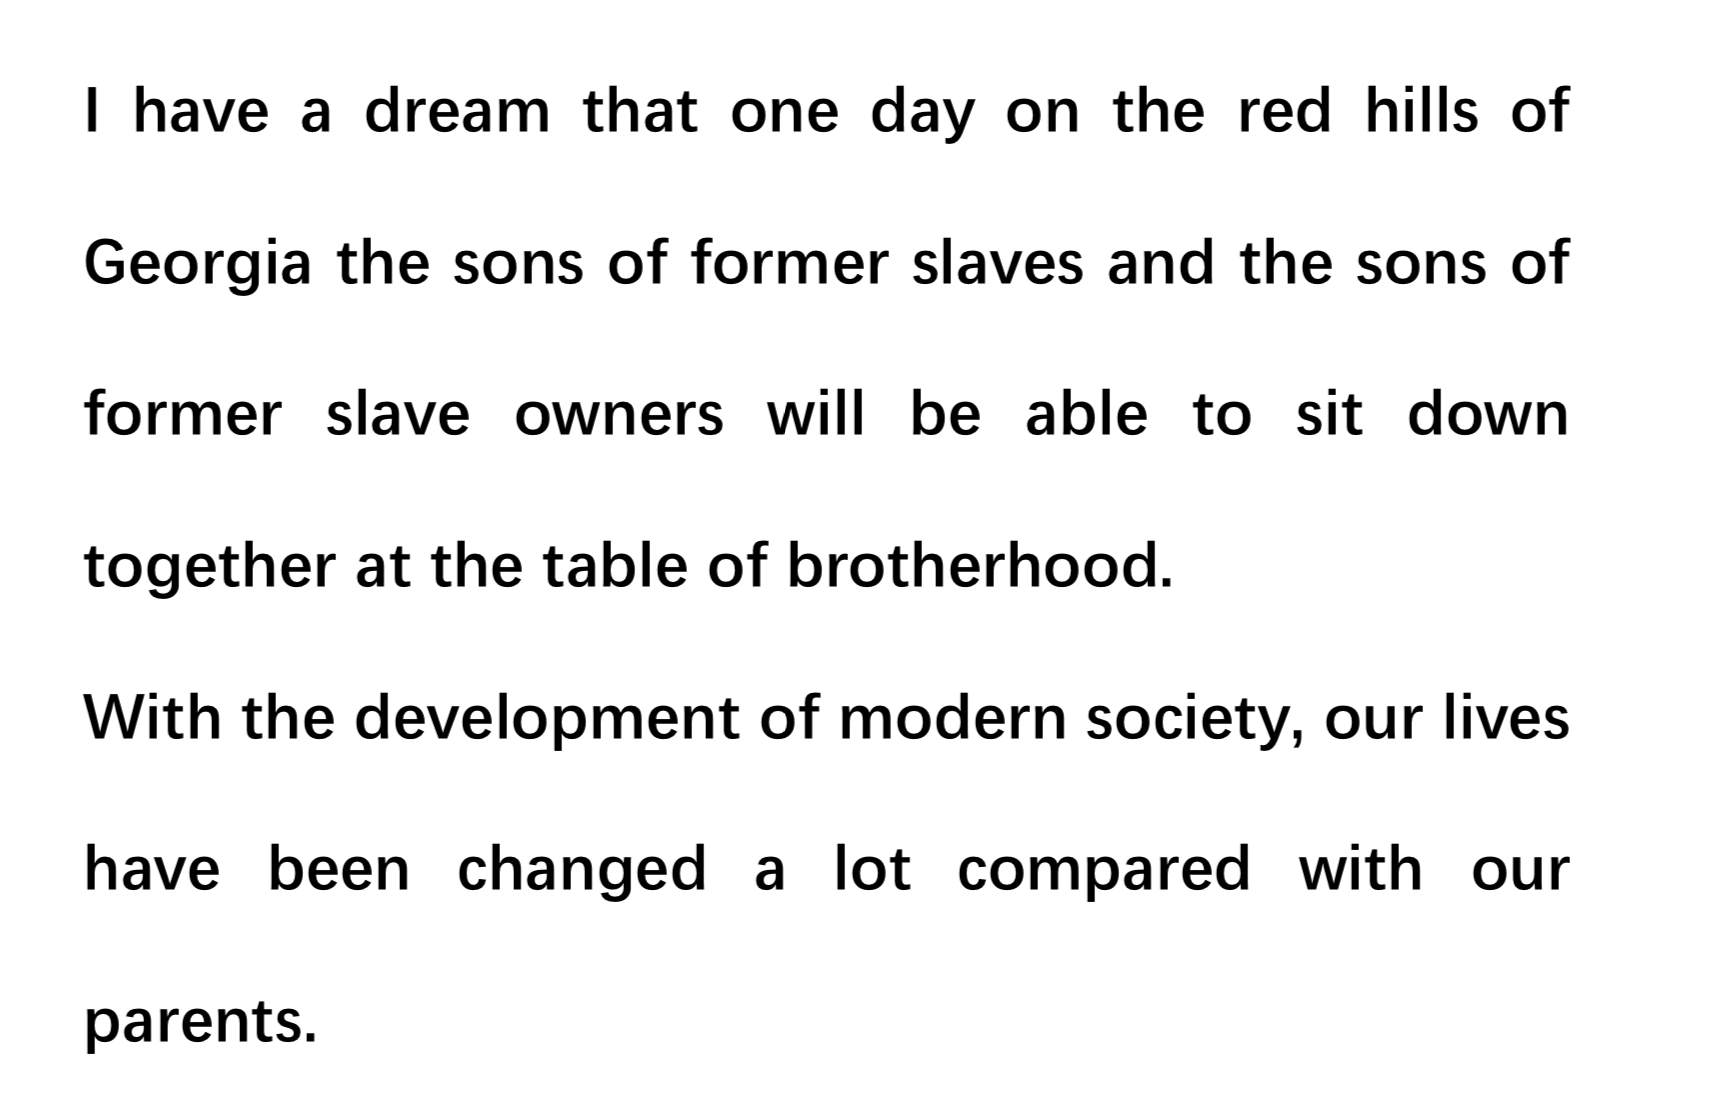 I have a dream that one day on the red hills of
Georgia the sons of former slaves and the sons of
former slave owners will be able to sit down
together at the table of brotherhood.
With the development of modern society, our lives
have been changed a lot compared with our
parents.